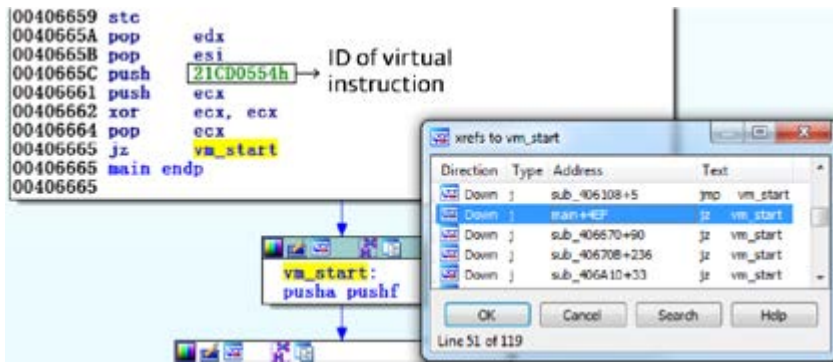 00406659 stc
0040665A pop edx
0040665B pop esi
0040665C push 21CD0554h
00406661 push ecx
00406662 xor ecx, ecx
00406664 pop ecx
00406665 jz vm_start
00406665 main endp
00406665
ID of virtual
instruction
vm_start:
pusha pushf
xrefs to vm_start
Direction Type Address Text
Down j sub_406108+5 jmp vm_start
Down j main+4EF jz vm_start
Down j sub_406670+90 jz vm_start
Down j sub_40670B+236 jz vm_start
Down j sub_406A10+33 jz vm_start
OK Cancel Search Help
Line 51 of 119